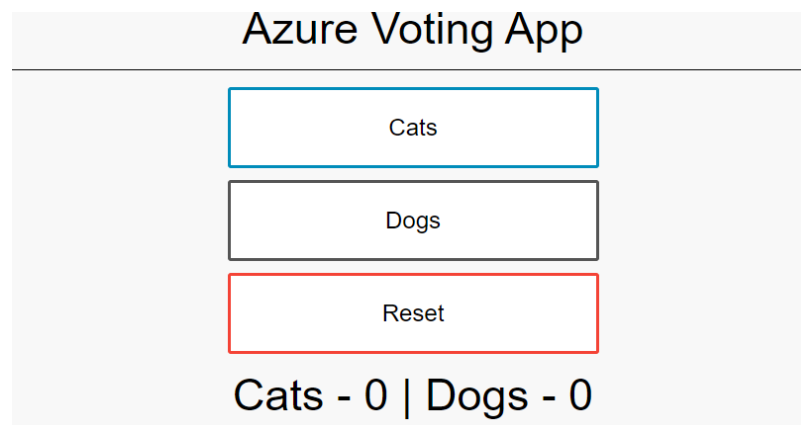 Azure Voting App
Cats
Dogs
Reset
Cats - 0 | Dogs - 0